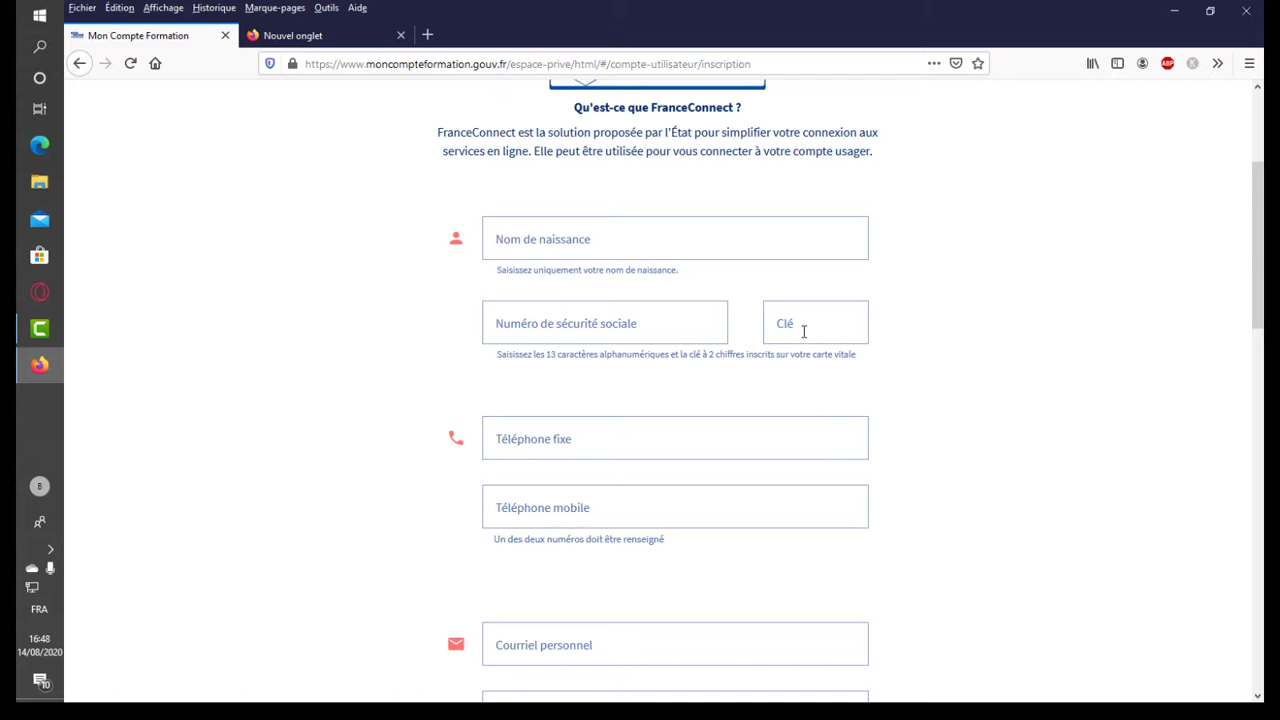 Fichier Édition Affichage Historique Marque-pages Outils Aide
Mon Compte Formation
Nouvel onglet
https://www.moncompteformation.gouv.fr/espace-prive/html/#/compte-utilisateur/inscription
ABP
Qu'est-ce que FranceConnect ?
FranceConnect est la solution proposée par l'État pour simplifier votre connexion aux
services en ligne. Elle peut être utilisée pour vous connecter à votre compte usager.
Nom de naissance
Saisissez uniquement votre nom de naissance.
Numéro de sécurité sociale
Clé
Saisissez les 13 caractères alphanumériques et la clé à 2 chiffres inscrits sur votre carte vitale
Téléphone fixe
Téléphone mobile
Un des deux numéros doit être renseigné
Courriel personnel
B
FRA
16:48
14/08/2020
10